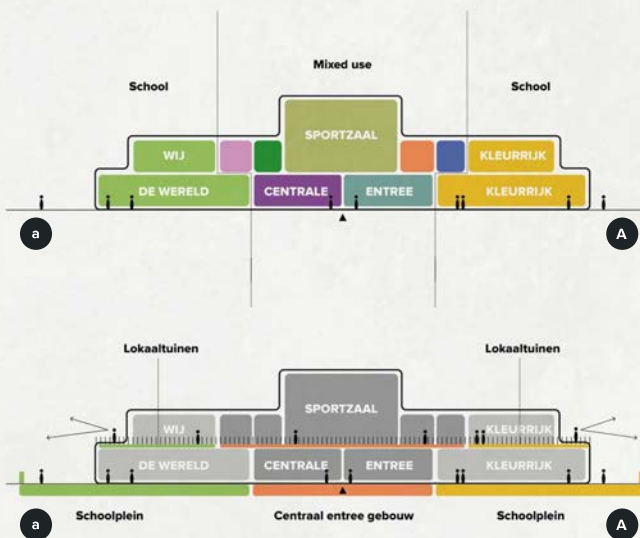 Mixed use
School
School
SPORTZAAL
WIJ
KLEURRIJK
DE WERELD
CENTRALE
ENTREE
KLEURRIJK
a
A
Lokaaltuinen
Lokaaltuinen
SPORTZAAL
WIJ
KLEURRIJK
DE WERELD
CENTRALE
ENTREE
KLEURRIJK
a
Schoolplein
Centraal entree gebouw
Schoolplein
A